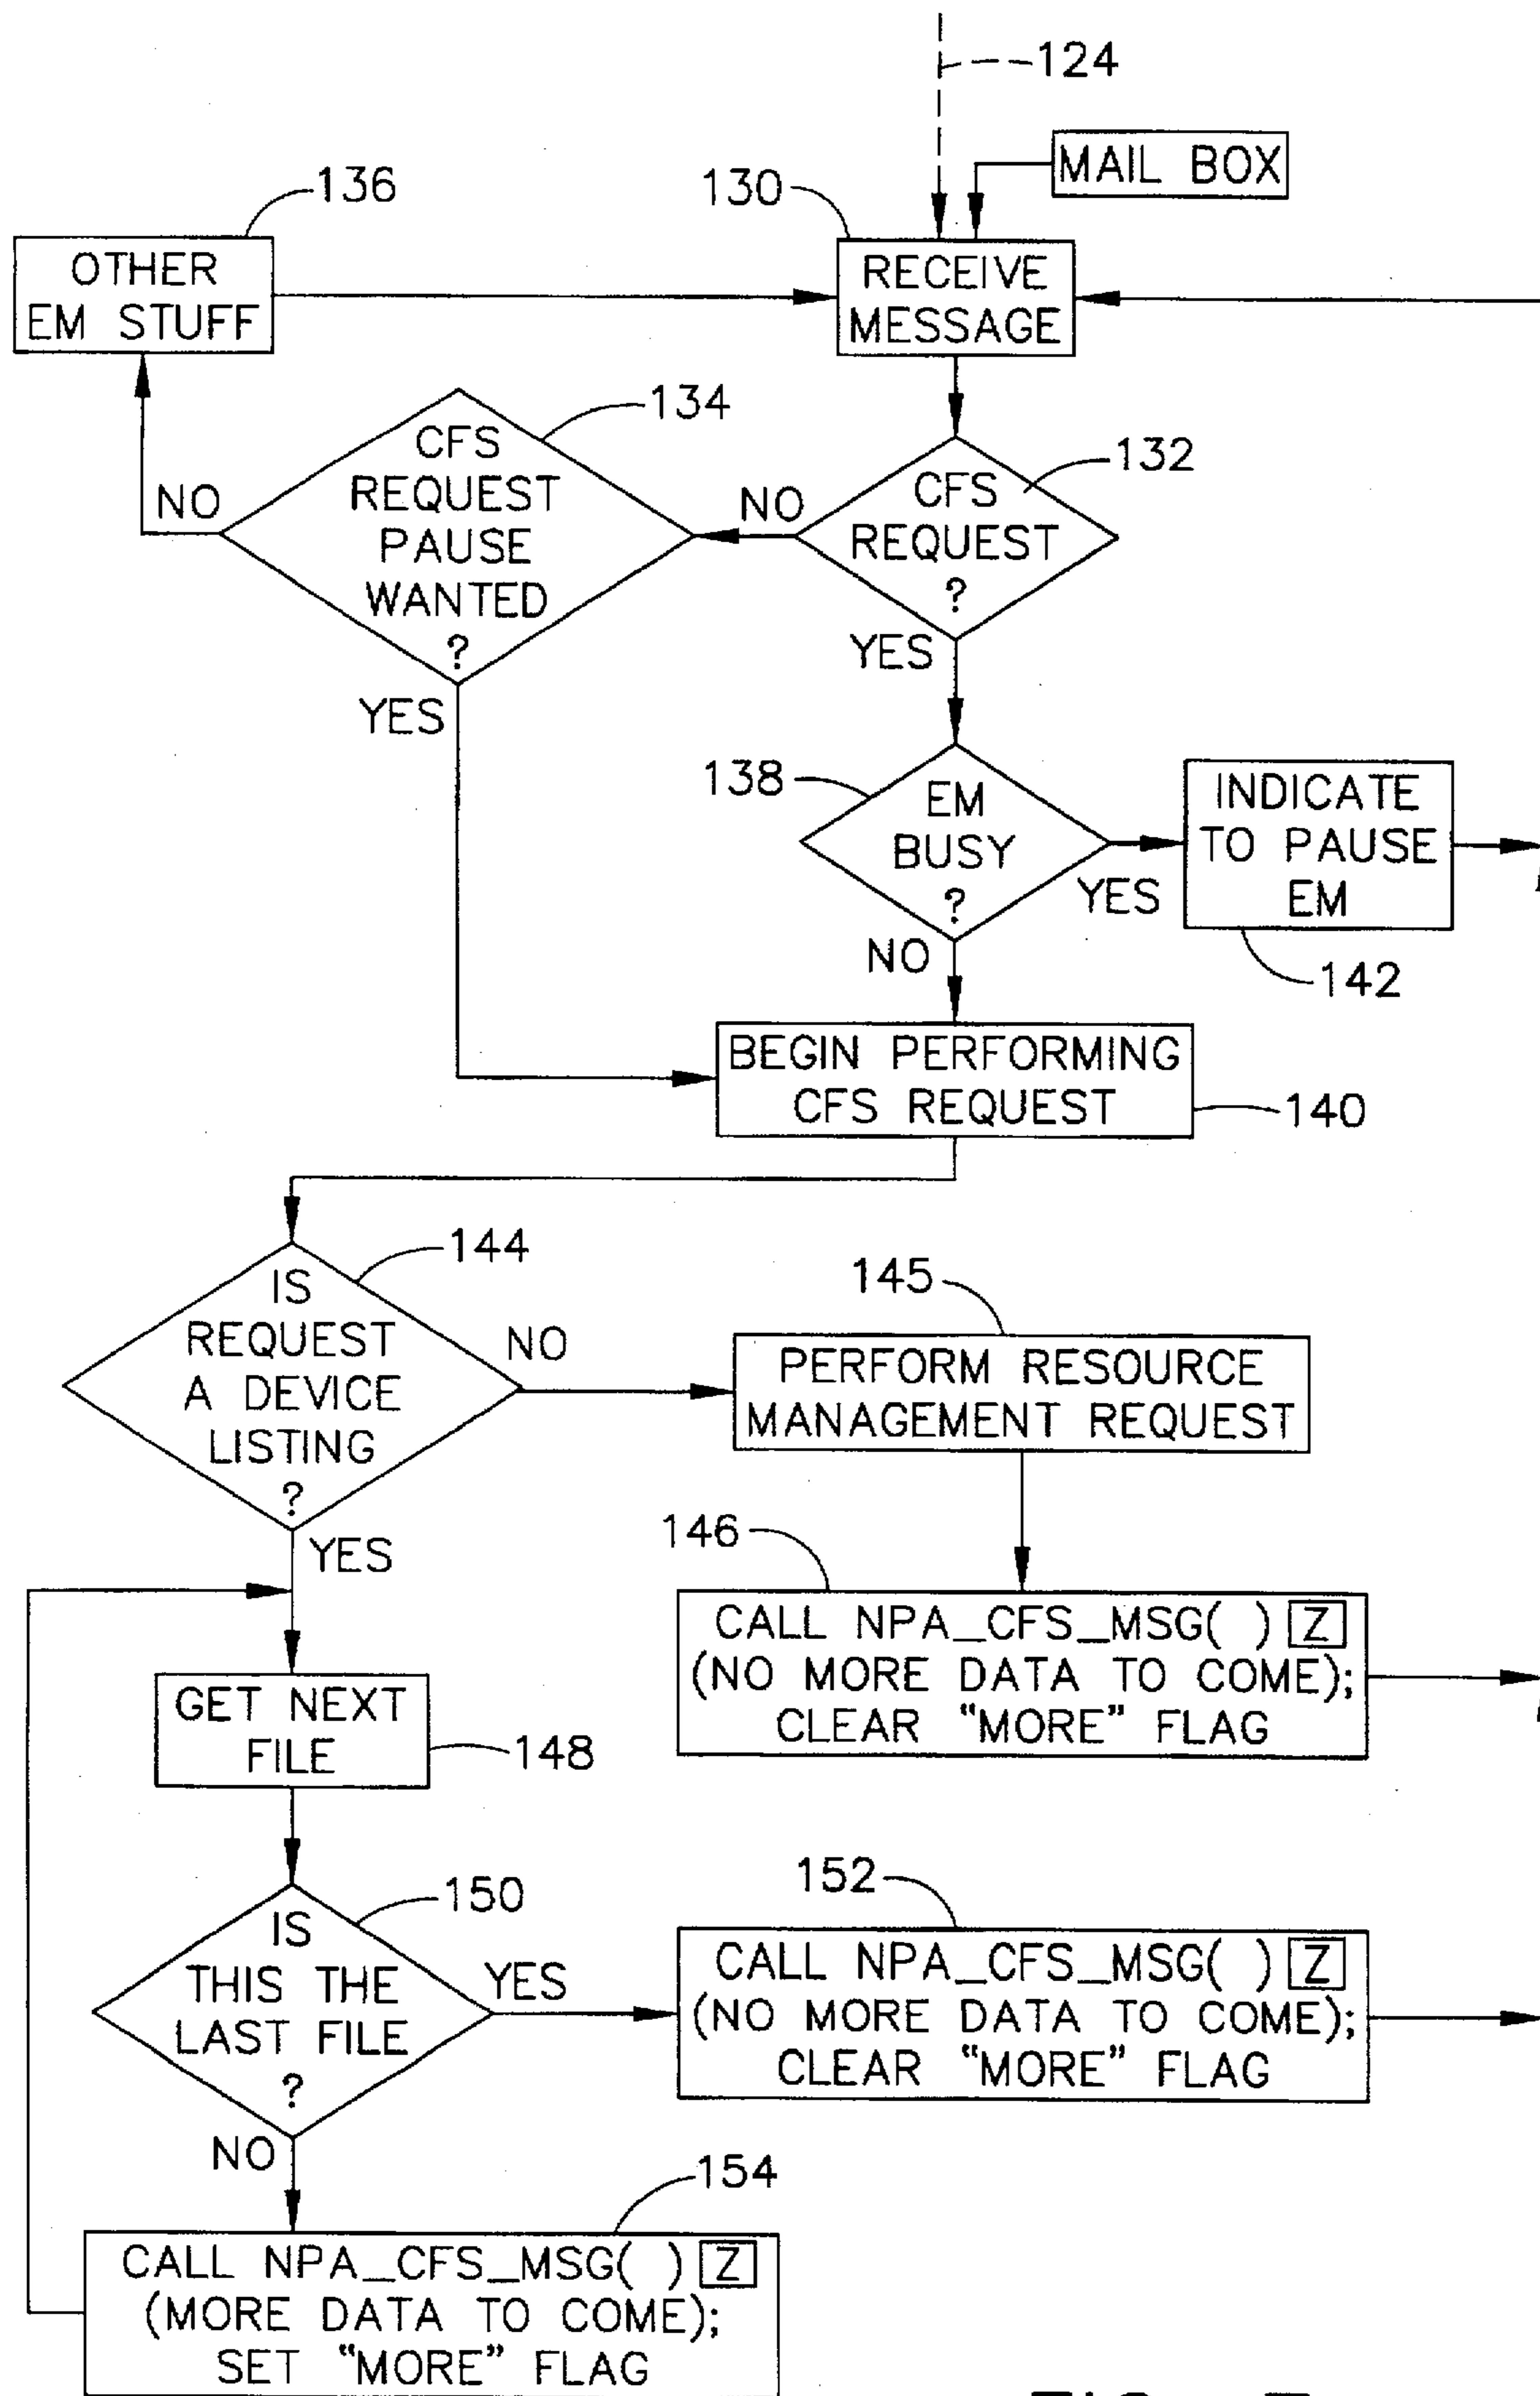 124
MAIL BOX
136
130
OTHER
EM STUFF
RECEIVE
MESSAGE
134
132
CFS
REQUEST
PAUSE
WANTED
?
NO
NO
CFS
REQUEST
?
YES
YES
138
EM
BUSY
?
YES
NO
INDICATE
TO PAUSE
EM
142
BEGIN PERFORMING
CFS REQUEST
140
144
IS
REQUEST
A DEVICE
LISTING
?
NO
YES
145
PERFORM RESOURCE
MANAGEMENT REQUEST
146
CALL NPA_CFS_MSG( ) Z
(NO MORE DATA TO COME);
CLEAR “MORE” FLAG
GET NEXT
FILE
148
150
IS
THIS THE
LAST FILE
?
YES
NO
152
CALL NPA_CFS_MSG( ) Z
(NO MORE DATA TO COME);
CLEAR “MORE” FLAG
154
CALL NPA_CFS_MSG( ) Z
(MORE DATA TO COME);
SET “MORE” FLAG